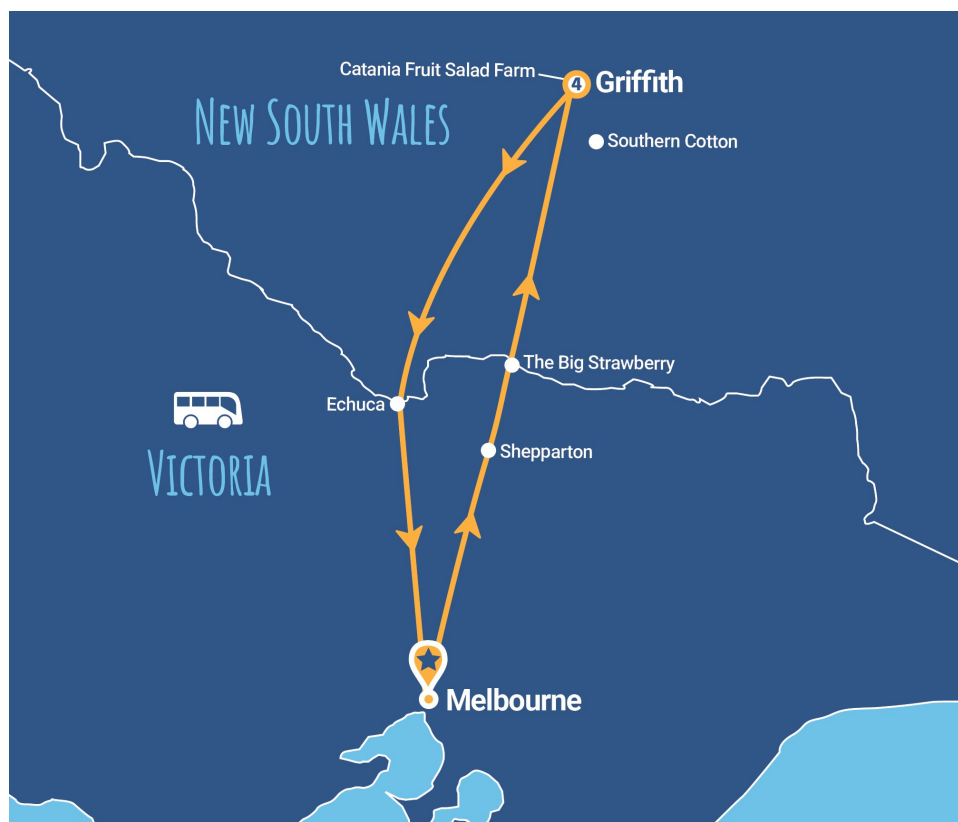 Catania Fruit Salad Farm
4
Griffith
New South Wales
Southern Cotton
The Big Strawberry
Echuca
Shepparton
Victoria
Melbourne